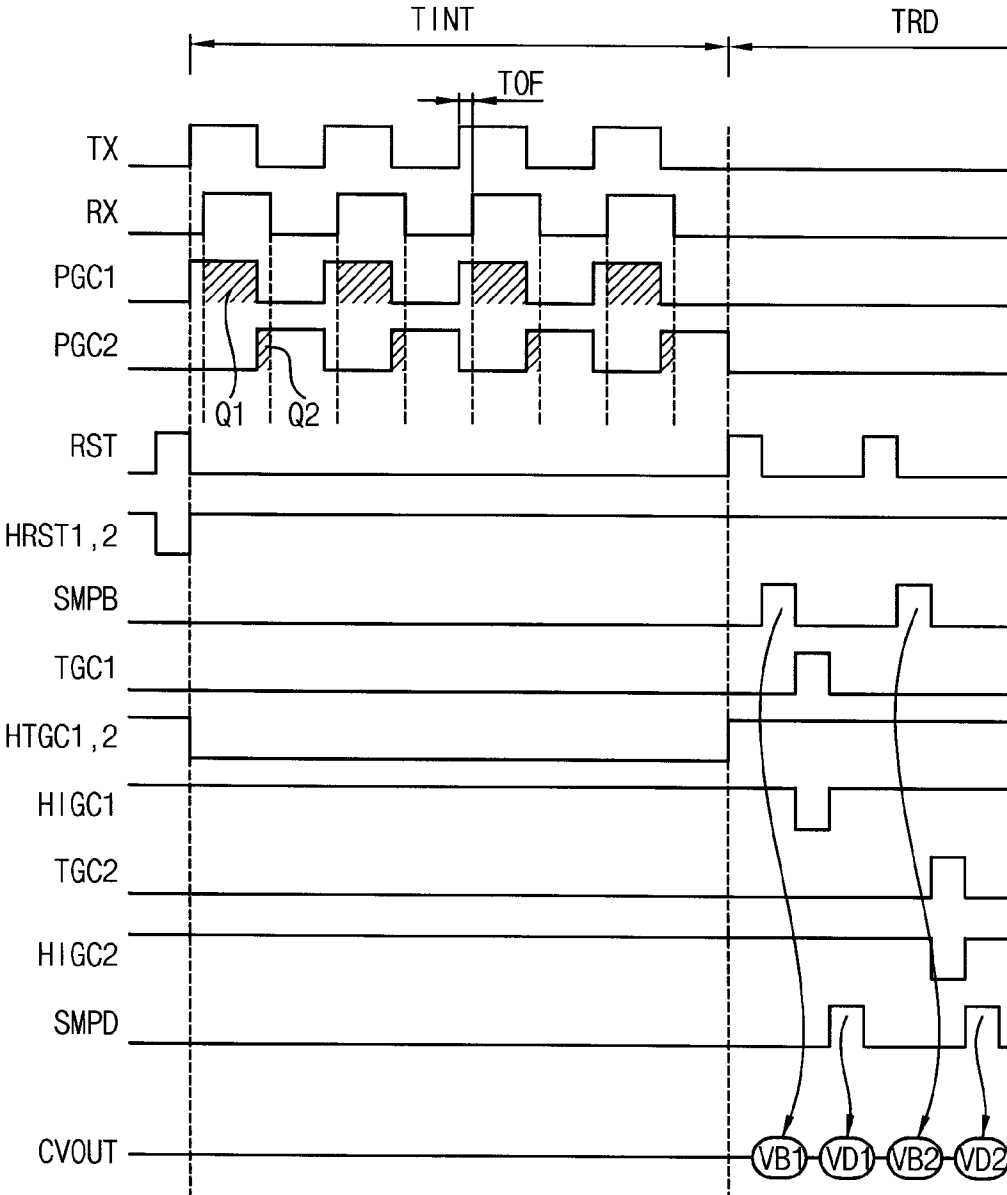 TINT
TRD
TOF
TX
RX
PGC1
PGC2
Q1
Q2
RST
HRST1,2
SMPB
TGC1
HTGC1,2
HIGC1
TGC2
HIGC2
SMPD
CVOUT
VB1
VD1
VB2
VD2